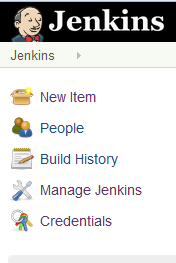 Jenkins
Jenkins
New Item
People
Build History
Manage Jenkins
Credentials